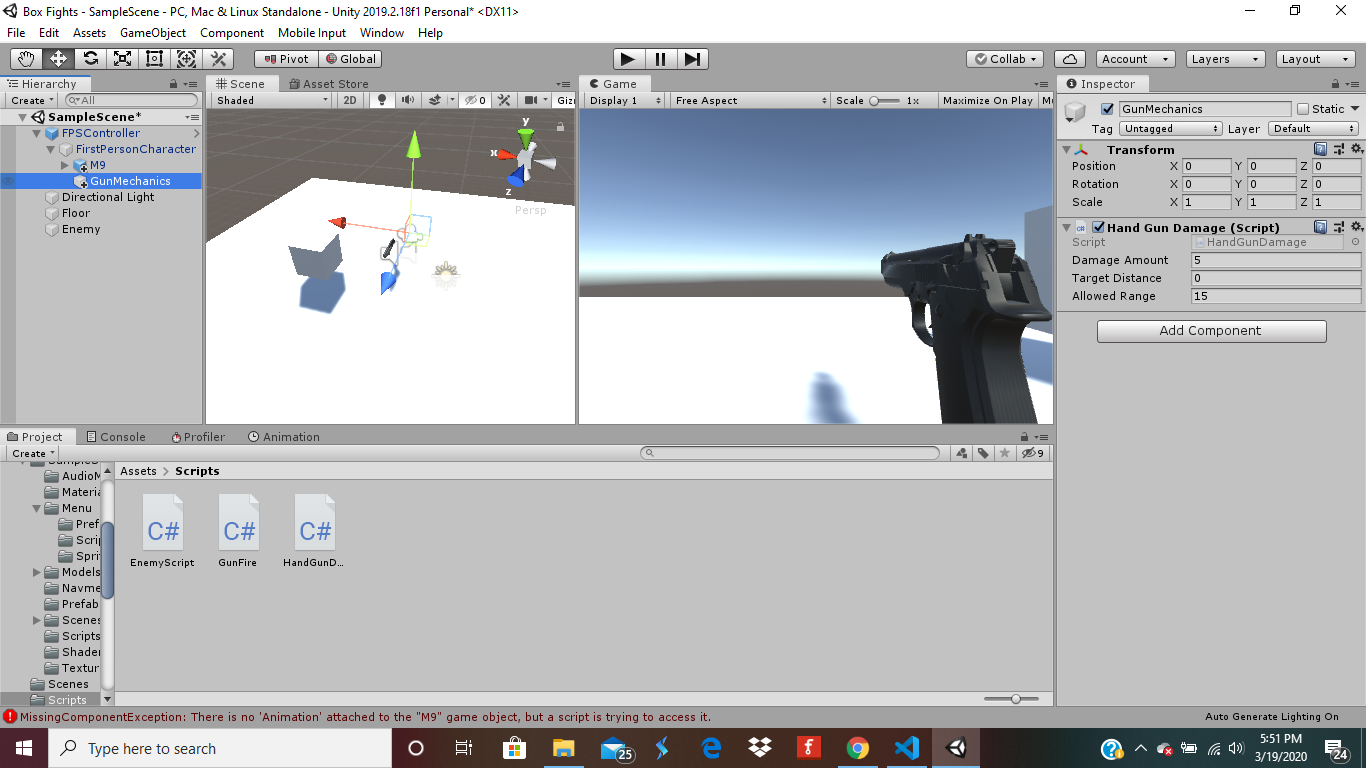 Box Fights - SampleScene - PC, Mac & Linux Standalone - Unity 2019.2.18f1 Personal* <DX11>
File Edit Assets GameObject Component Mobile Input Window Help
Pivot Global Collab Account Layers Layout
Hierarchy
Create All
SampleScene*
FPSController
FirstPersonCharacter
M9
GunMechanics
Directional Light
Floor
Enemy
Scene Asset Store
Shaded 2D 0 Giz
y
x
z
Persp
Game
Display 1 Free Aspect Scale 1x Maximize On Play Mu
Inspector
GunMechanics Static
Tag Untagged Layer Default
Transform
Position X 0 Y 0 Z 0
Rotation X 0 Y 0 Z 0
Scale X 1 Y 1 Z 1
Hand Gun Damage (Script)
Script HandGunDamage
Damage Amount 5
Target Distance 0
Allowed Range 15
Add Component
Project Console Profiler Animation
Create 9
AudioM
Materia
Menu
Pref
Scrip
Sprit
Models
Navme
Prefab
Scenes
Scripts
Shader
Textur
Scenes
Scripts
Assets > Scripts
C# C# C#
EnemyScript GunFire HandGunD...
MissingComponentException: There is no 'Animation' attached to the "M9" game object, but a script is trying to access it.
Auto Generate Lighting On
Type here to search
25
5:51 PM
3/19/2020
24